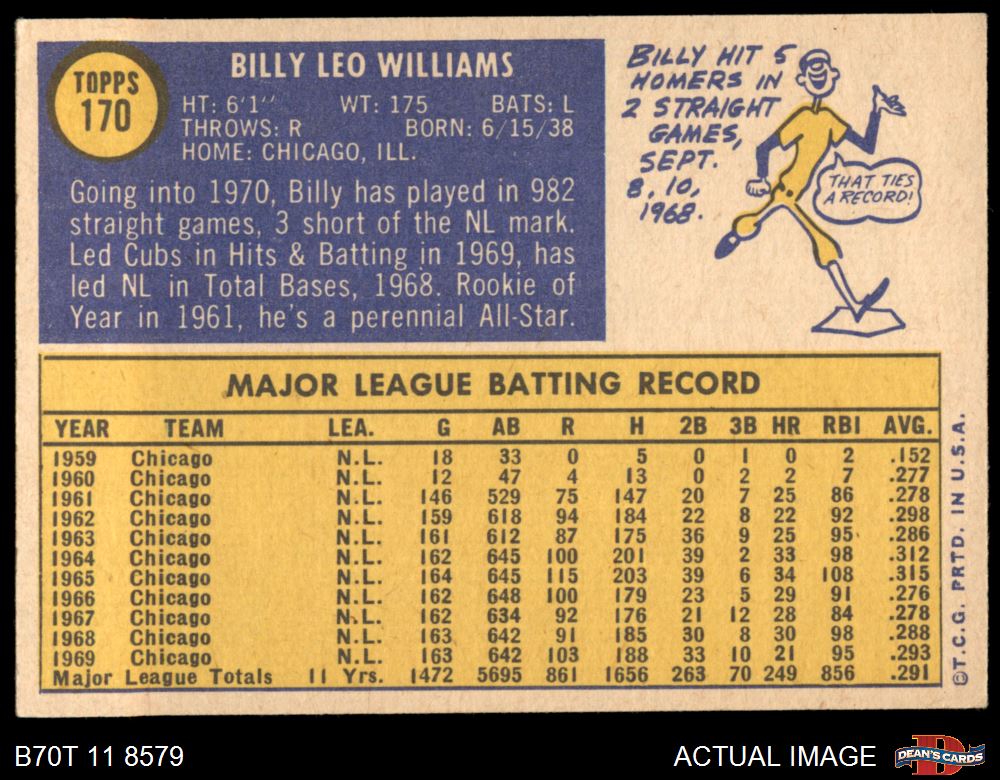 TOPPS
170
BILLY LEO WILLIAMS
HT: 6'1" WT: 175 BATS: L
THROWS: R BORN: 6/15/38
HOME: CHICAGO, ILL.
Going into 1970, Billy has played in 982
straight games, 3 short of the NL mark.
Led Cubs in Hits & Batting in 1969, has
led NL in Total Bases, 1968. Rookie of
Year in 1961, he's a perennial All-Star.
BILLY HIT 5
HOMERS IN
2 STRAIGHT
GAMES,
SEPT.
8, 10,
1968.
THAT TIES
A RECORD!
MAJOR LEAGUE BATTING RECORD
YEAR TEAM LEA. G AB R H 2B 3B HR RBI AVG.
1959 Chicago N.L. 18 33 0 5 0 1 0 2 .152
1960 Chicago N.L. 12 47 4 13 0 2 2 7 .277
1961 Chicago N.L. 146 529 75 147 20 7 25 86 .278
1962 Chicago N.L. 159 618 94 184 22 8 22 92 .298
1963 Chicago N.L. 161 612 87 175 36 9 25 95 .286
1964 Chicago N.L. 162 645 100 201 39 2 33 98 .312
1965 Chicago N.L. 164 645 115 203 39 6 34 108 .315
1966 Chicago N.L. 162 648 100 179 23 5 29 91 .276
1967 Chicago N.L. 162 634 92 176 21 12 28 84 .278
1968 Chicago N.L. 163 642 91 185 30 8 30 98 .288
1969 Chicago N.L. 163 642 103 188 33 10 21 95 .293
Major League Totals 11 Yrs. 1472 5695 861 1656 263 70 249 856 .291
©T.C.G. PRTD. IN U.S.A.
B70T 11 8579
ACTUAL IMAGE
DEAN'S CARDS